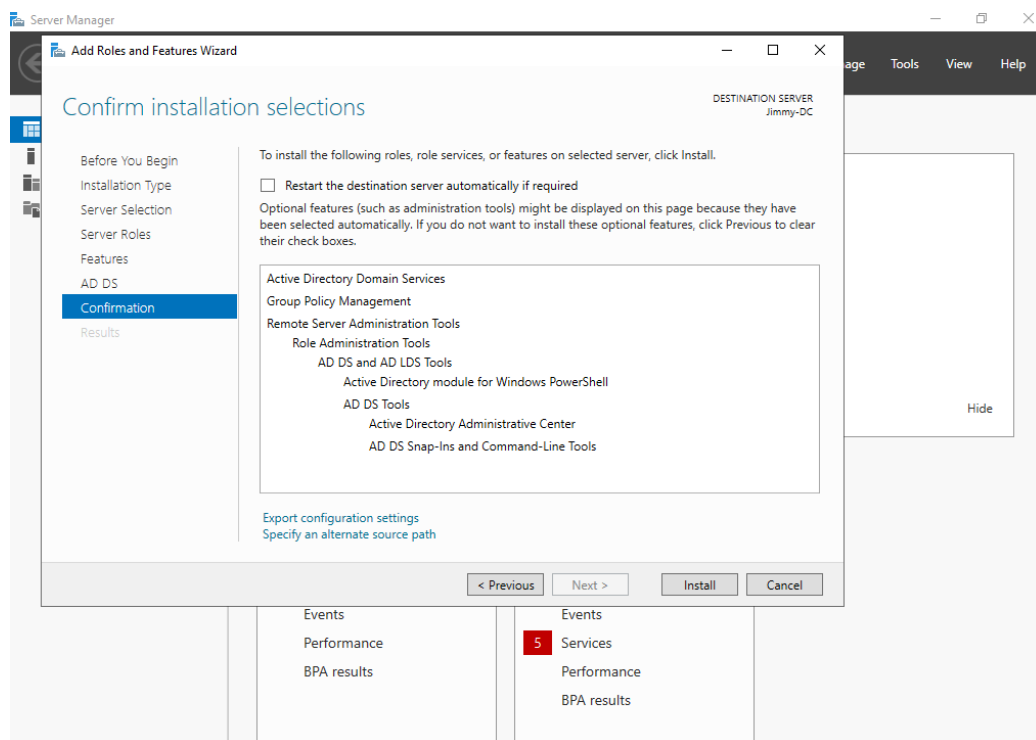 Server Manager
Add Roles and Features Wizard
age Tools View Help
Confirm installation selections
DESTINATION SERVER
Jimmy-DC
Before You Begin
Installation Type
Server Selection
Server Roles
Features
AD DS
Confirmation
Results
To install the following roles, role services, or features on selected server, click Install.
Restart the destination server automatically if required
Optional features (such as administration tools) might be displayed on this page because they have
been selected automatically. If you do not want to install these optional features, click Previous to clear
their check boxes.
Active Directory Domain Services
Group Policy Management
Remote Server Administration Tools
Role Administration Tools
AD DS and AD LDS Tools
Active Directory module for Windows PowerShell
AD DS Tools
Active Directory Administrative Center
AD DS Snap-Ins and Command-Line Tools
Export configuration settings
Specify an alternate source path
< Previous Next > Install Cancel
Hide
Events
Performance
BPA results
Events
5 Services
Performance
BPA results